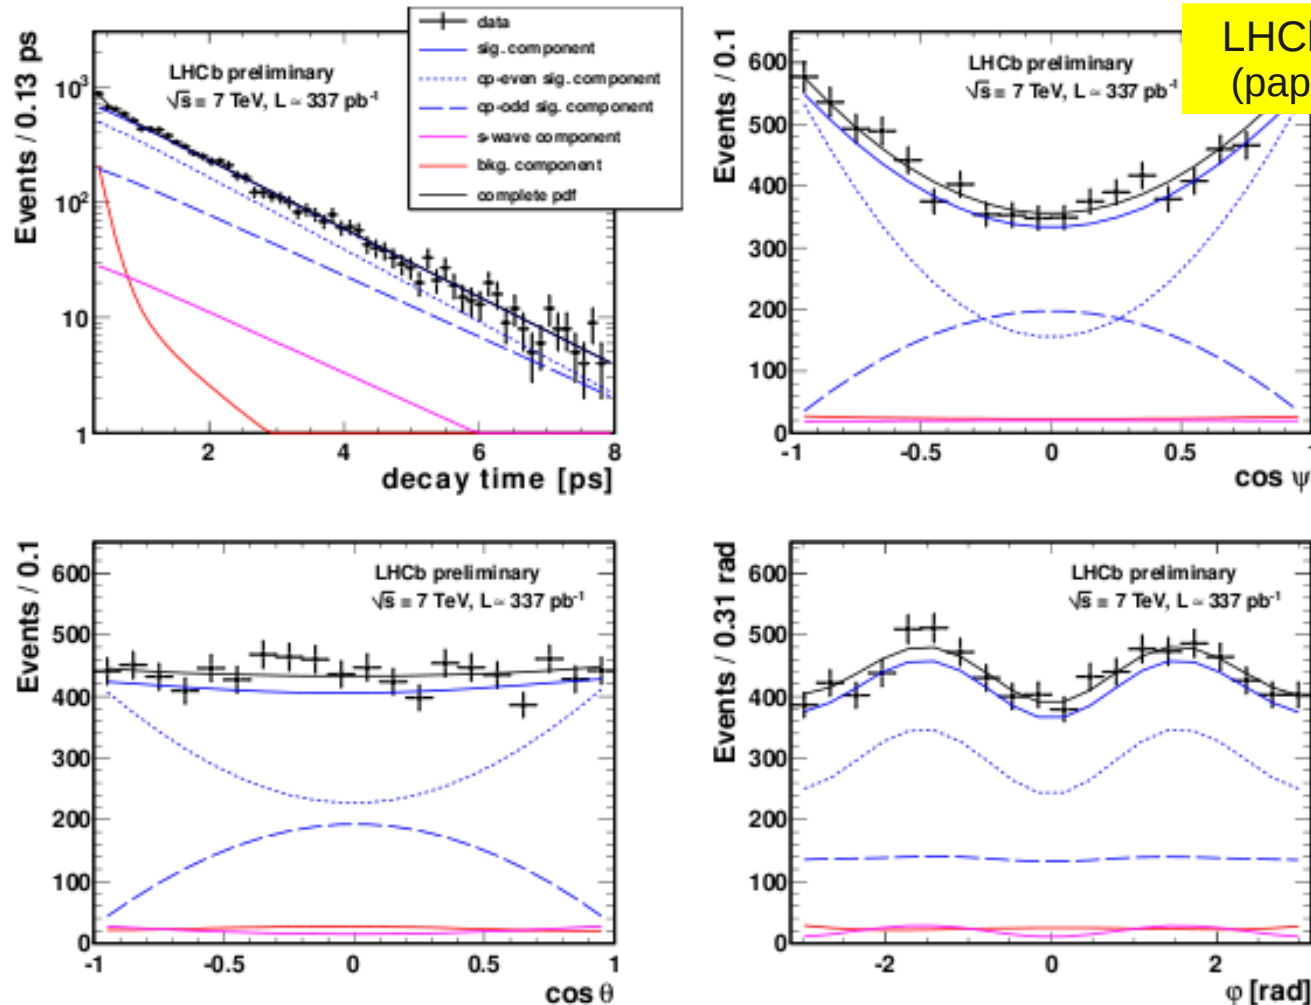 Events / 0.13 ps
10³
10²
10
1
LHCb preliminary
√s = 7 TeV, L ≃ 337 pb⁻¹
data
sig. component
cp-even sig. component
cp-odd sig. component
s-wave component
bkg. component
complete pdf
2 4 6 8
decay time [ps]
Events / 0.1
600
500
400
300
200
100
0
LHCb preliminary
√s = 7 TeV, L ≃ 337 pb⁻¹
-1 -0.5 0 0.5 1
cos ψ
(pap
Events / 0.1
600
500
400
300
200
100
0
LHCb preliminary
√s = 7 TeV, L ≃ 337 pb⁻¹
-1 -0.5 0 0.5 1
cos θ
Events / 0.31 rad
600
500
400
300
200
100
0
LHCb preliminary
√s = 7 TeV, L ≃ 337 pb⁻¹
-2 0 2
φ [rad]